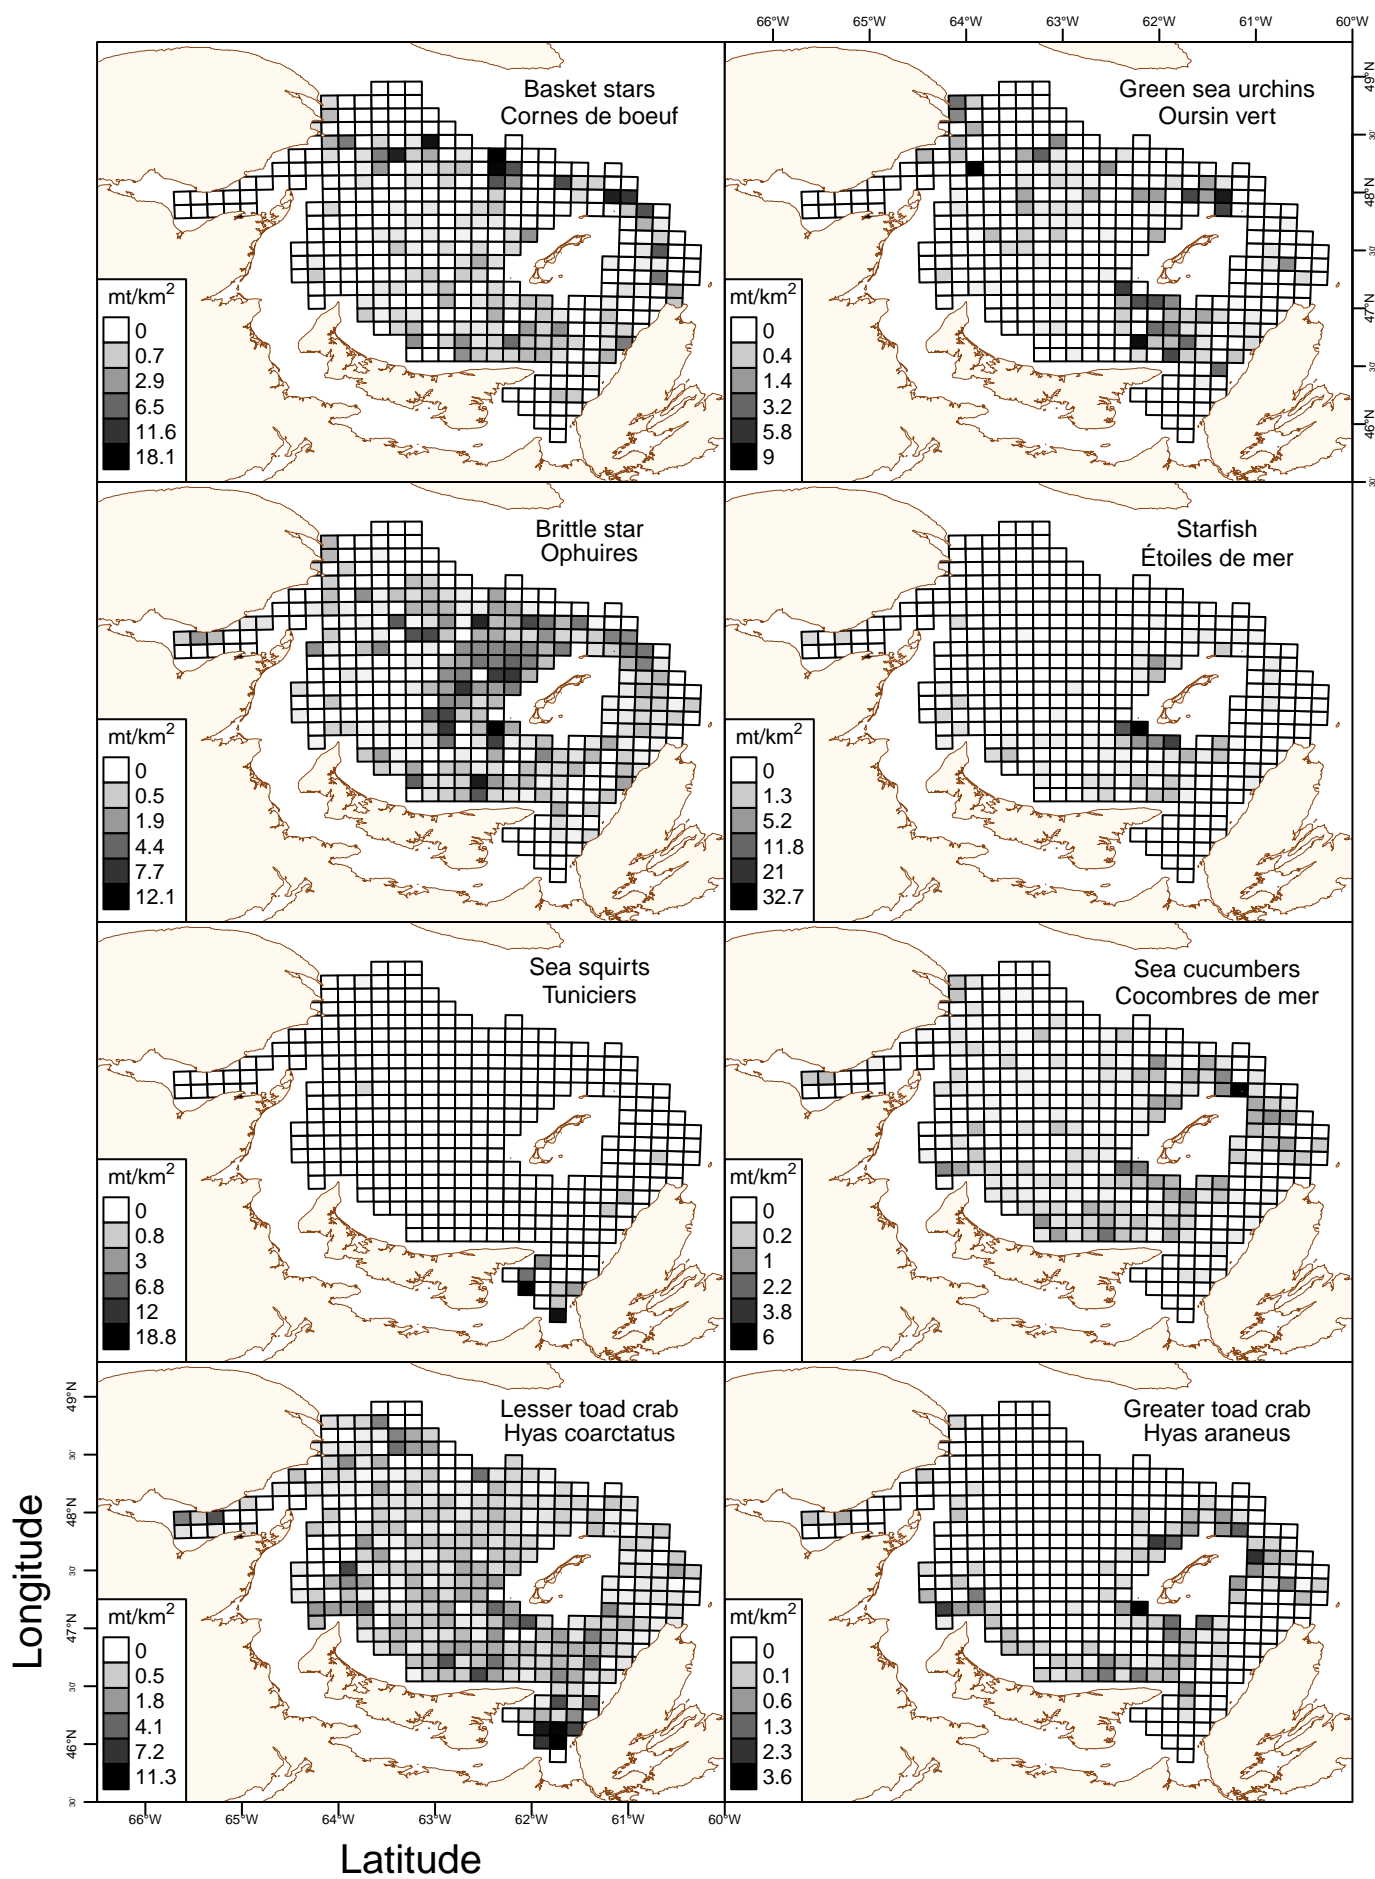 66°W 65°W 64°W 63°W 62°W 61°W 60°W
Basket stars
Cornes de boeuf
mt/km2
0
0.7
2.9
6.5
11.6
18.1
Green sea urchins
Oursin vert
mt/km2
0
0.4
1.4
3.2
5.8
9
49°N
30'
48°N
30'
47°N
30'
46°N
30'
Brittle star
Ophuires
mt/km2
0
0.5
1.9
4.4
7.7
12.1
Starfish
Étoiles de mer
mt/km2
0
1.3
5.2
11.8
21
32.7
Sea squirts
Tuniciers
mt/km2
0
0.8
3
6.8
12
18.8
Sea cucumbers
Cocombres de mer
mt/km2
0
0.2
1
2.2
3.8
6
Lesser toad crab
Hyas coarctatus
mt/km2
0
0.5
1.8
4.1
7.2
11.3
Greater toad crab
Hyas araneus
mt/km2
0
0.1
0.6
1.3
2.3
3.6
49°N
30'
48°N
30'
47°N
30'
46°N
30'
Longitude
66°W 65°W 64°W 63°W 62°W 61°W 60°W
Latitude